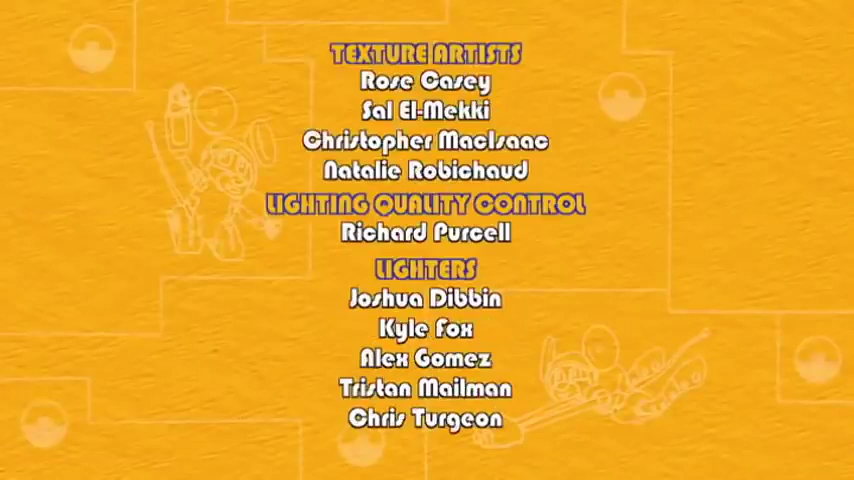 TEXTURE ARTISTS
Rose Casey
Sal El-Mekki
Christopher MacIsaac
Natalie Robichaud
LIGHTING QUALITY CONTROL
Richard Purcell
LIGHTERS
Joshua Dibbin
Kyle Fox
Alex Gomez
Tristan Mailman
Chris Turgeon